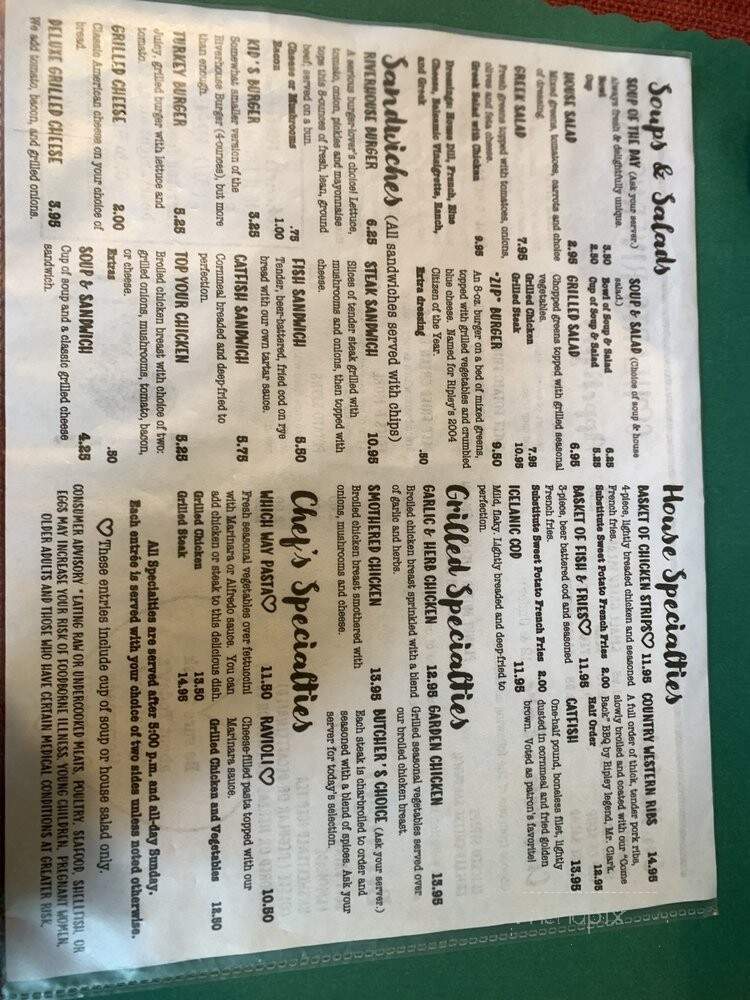 Soups & Salads
SOUP OF THE DAY (Ask your server.)
Always fresh & delightfully unique.
Bowl 3.50
Cup 2.50
HOUSE SALAD 2.95
Mixed greens, tomatoes, carrots and choice
of dressing.
GREEK SALAD 7.95
Fresh greens topped with tomatoes, onions,
olives and feta cheese.
Greek Salad with Chicken 9.95
Dressings: House Dill, French, Blue
Cheese, Balsamic Vinaigrette, Ranch,
and Greek
SOUP & SALAD (Choice of soup & house
salad.)
Bowl of Soup & Salad 6.25
Cup of Soup & Salad 5.25
GRILLED SALAD 6.95
Chopped greens topped with grilled seasonal
vegetables.
Grilled Chicken 7.95
Grilled Steak 10.95
"ZIP" BURGER 9.50
An 8-oz. burger on a bed of mixed greens,
topped with grilled vegetables and crumbled
blue cheese. Named for Ripley's 2004
Citizen of the Year.
Extra dressing .50
Sandwiches (All sandwiches served with chips)
RIVERHOUSE BURGER 6.25
A serious burger-lover's choice! Lettuce,
tomato, onion, pickles and mayonnaise
tops this 8-ounces of fresh, lean, ground
beef; served on a bun.
Cheese or Mushrooms .75
Bacon 1.00
KID'S BURGER 3.25
Somewhat smaller version of the
Riverhouse Burger (4-ounces), but more
than enough.
TURKEY BURGER 5.25
Juicy, grilled burger with lettuce and
tomato.
GRILLED CHEESE 2.00
Classic American cheese on your choice of
bread.
DELUXE GRILLED CHEESE 3.95
We add tomato, bacon, and grilled onions.
STEAK SANDWICH 10.95
Slices of tender steak grilled with
mushrooms and onions, then topped with
cheese.
FISH SANDWICH 5.50
Tender, beer-battered, fried cod on rye
bread with our own tartar sauce.
CATFISH SANDWICH 5.75
Cornmeal breaded and deep-fried to
perfection.
TOP YOUR CHICKEN 5.25
Broiled chicken breast with choice of two:
grilled onions, mushrooms, tomato, bacon,
or cheese.
Extras .50
SOUP & SANDWICH 4.25
Cup of soup and a classic grilled cheese
sandwich.
House Specialties
BASKET OF CHICKEN STRIPS♡ 11.95
4-piece, lightly breaded chicken and seasoned
French fries.
Substitute Sweet Potato French Fries 2.00
BASKET OF FISH & FRIES♡ 11.95
3-piece, beer battered cod and seasoned
French fries.
Substitute Sweet Potato French Fries 2.00
ICELANIC COD 11.95
Mild, flaky. Lightly breaded and deep-fried to
perfection.
COUNTRY WESTERN RIBS 14.95
A full order of thick, tender pork ribs,
slowly broiled and coated with our "Come
Back" BBQ by Ripley legend, Mr. Clark.
Half Order 12.95
CATFISH 13.95
One-half pound, boneless filet, lightly
dusted in cornmeal and fried golden
brown. Voted as patron's favorite!
Grilled Specialties
GARLIC & HERB CHICKEN 12.95
Broiled chicken breast sprinkled with a blend
of garlic and herbs.
SMOTHERED CHICKEN 13.95
Broiled chicken breast smothered with
onions, mushrooms and cheese.
GARDEN CHICKEN 13.95
Grilled seasonal vegetables served over
our broiled chicken breast.
BUTCHER'S CHOICE (Ask your server.)
Each steak is charbroiled to order and
seasoned with a blend of spices. Ask your
server for today's selection.
Chef's Specialties
WHICH WAY PASTA♡ 11.50
Fresh seasonal vegetables over fettuccini
with Marinara or Alfredo sauce. You can
add chicken or steak to this delicious dish.
Grilled Chicken 13.50
Grilled Steak 14.95
RAVIOLI♡ 10.50
Cheese-filled pasta topped with our
Marinara sauce.
Grilled Chicken and Vegetables 12.50
All Specialties are served after 5:00 p.m. and all-day Sunday.
Each entrée is served with your choice of two sides unless noted otherwise.
♡These entries include cup of soup or house salad only.
CONSUMER ADVISORY "EATING RAW OR UNDERCOOKED MEATS, POULTRY, SEAFOOD, SHELLFISH, OR
EGGS MAY INCREASE YOUR RISK OF FOODBORNE ILLNESS. YOUNG CHILDREN, PREGNANT WOMEN,
OLDER ADULTS AND THOSE WHO HAVE CERTAIN MEDICAL CONDITIONS AT GREATER RISK.
menupix